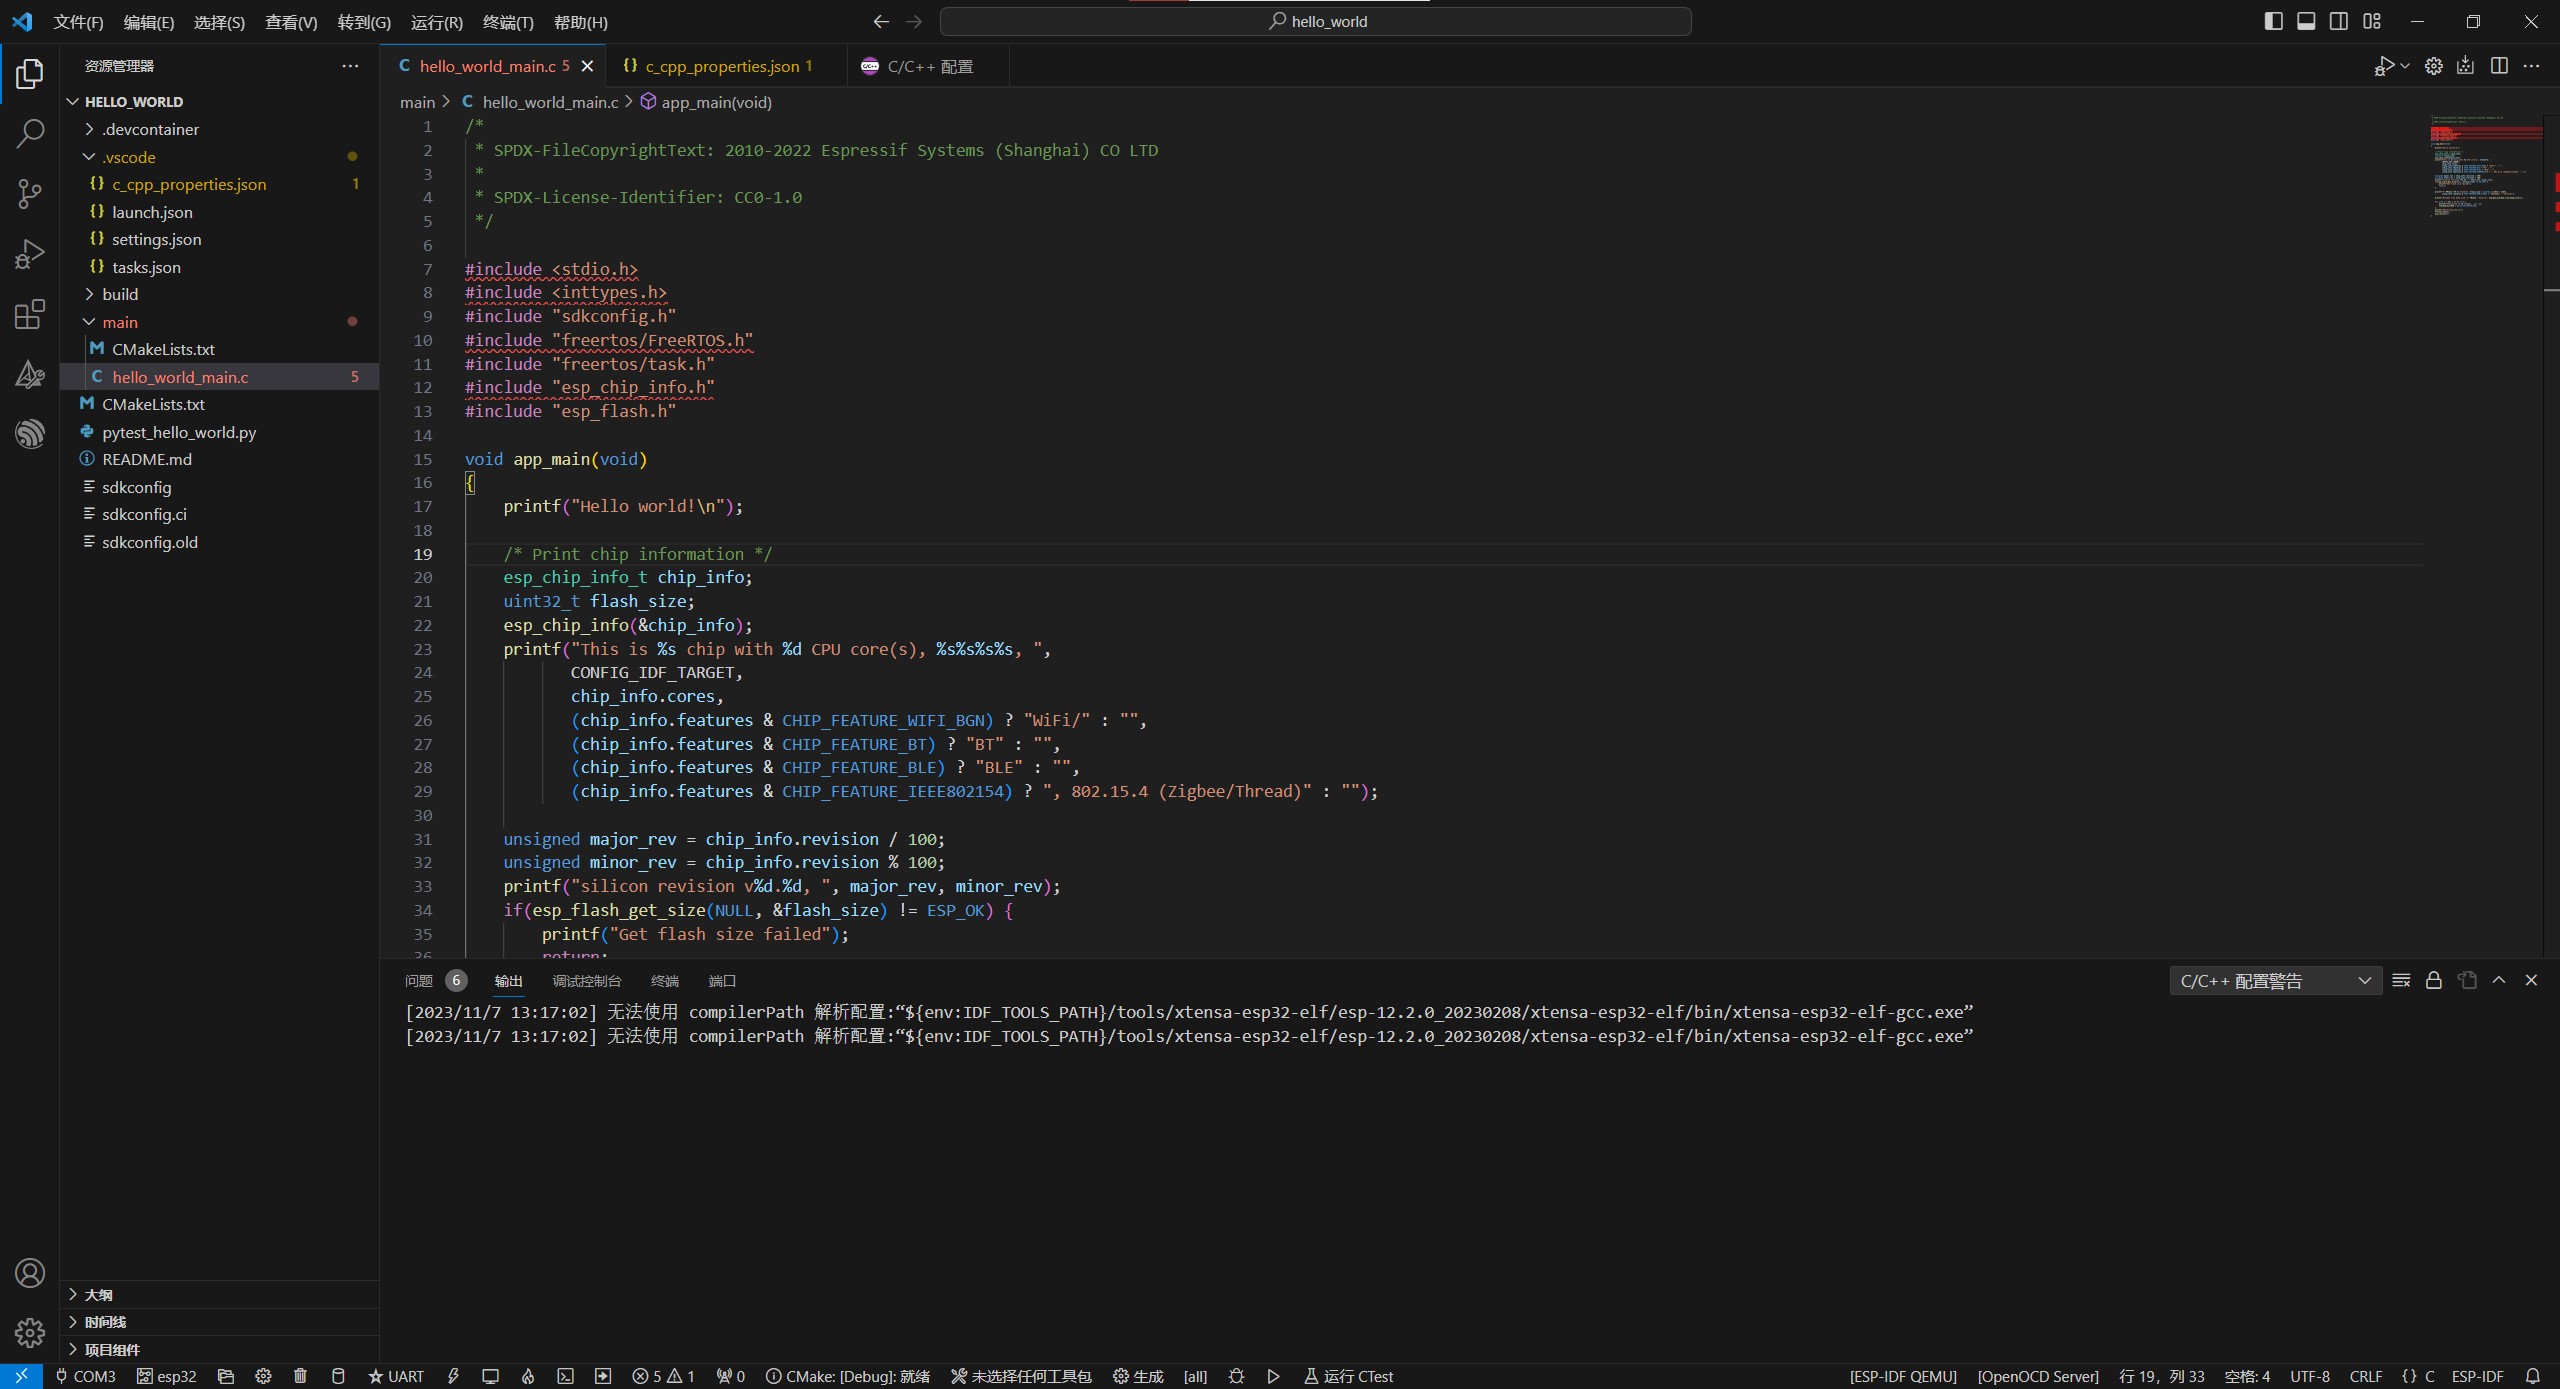 文件(F) 编辑(E) 选择(S) 查看(V) 转到(G) 运行(R) 终端(T) 帮助(H) hello_world
资源管理器
HELLO_WORLD
.devcontainer
.vscode
c_cpp_properties.json 1
launch.json
settings.json
tasks.json
build
main
CMakeLists.txt
hello_world_main.c 5
CMakeLists.txt
pytest_hello_world.py
README.md
sdkconfig
sdkconfig.ci
sdkconfig.old
大纲
时间线
项目组件
hello_world_main.c 5 c_cpp_properties.json 1 C/C++ 配置
main > hello_world_main.c > app_main(void)
1 /*
2  * SPDX-FileCopyrightText: 2010-2022 Espressif Systems (Shanghai) CO LTD
3  *
4  * SPDX-License-Identifier: CC0-1.0
5  */
6
7 #include <stdio.h>
8 #include <inttypes.h>
9 #include "sdkconfig.h"
10 #include "freertos/FreeRTOS.h"
11 #include "freertos/task.h"
12 #include "esp_chip_info.h"
13 #include "esp_flash.h"
14
15 void app_main(void)
16 {
17     printf("Hello world!\n");
18
19     /* Print chip information */
20     esp_chip_info_t chip_info;
21     uint32_t flash_size;
22     esp_chip_info(&chip_info);
23     printf("This is %s chip with %d CPU core(s), %s%s%s%s, ",
24            CONFIG_IDF_TARGET,
25            chip_info.cores,
26            (chip_info.features & CHIP_FEATURE_WIFI_BGN) ? "WiFi/" : "",
27            (chip_info.features & CHIP_FEATURE_BT) ? "BT" : "",
28            (chip_info.features & CHIP_FEATURE_BLE) ? "BLE" : "",
29            (chip_info.features & CHIP_FEATURE_IEEE802154) ? ", 802.15.4 (Zigbee/Thread)" : "");
30
31     unsigned major_rev = chip_info.revision / 100;
32     unsigned minor_rev = chip_info.revision % 100;
33     printf("silicon revision v%d.%d, ", major_rev, minor_rev);
34     if(esp_flash_get_size(NULL, &flash_size) != ESP_OK) {
35         printf("Get flash size failed");
36         return;
问题 6 输出 调试控制台 终端 端口 C/C++ 配置警告
[2023/11/7 13:17:02] 无法使用 compilerPath 解析配置:“${env:IDF_TOOLS_PATH}/tools/xtensa-esp32-elf/esp-12.2.0_20230208/xtensa-esp32-elf/bin/xtensa-esp32-elf-gcc.exe”
[2023/11/7 13:17:02] 无法使用 compilerPath 解析配置:“${env:IDF_TOOLS_PATH}/tools/xtensa-esp32-elf/esp-12.2.0_20230208/xtensa-esp32-elf/bin/xtensa-esp32-elf-gcc.exe”
COM3 esp32 UART 5 1 0 CMake: [Debug]: 就绪 未选择任何工具包 生成 [all] 运行 CTest [ESP-IDF QEMU] [OpenOCD Server] 行 19，列 33 空格: 4 UTF-8 CRLF {} C ESP-IDF